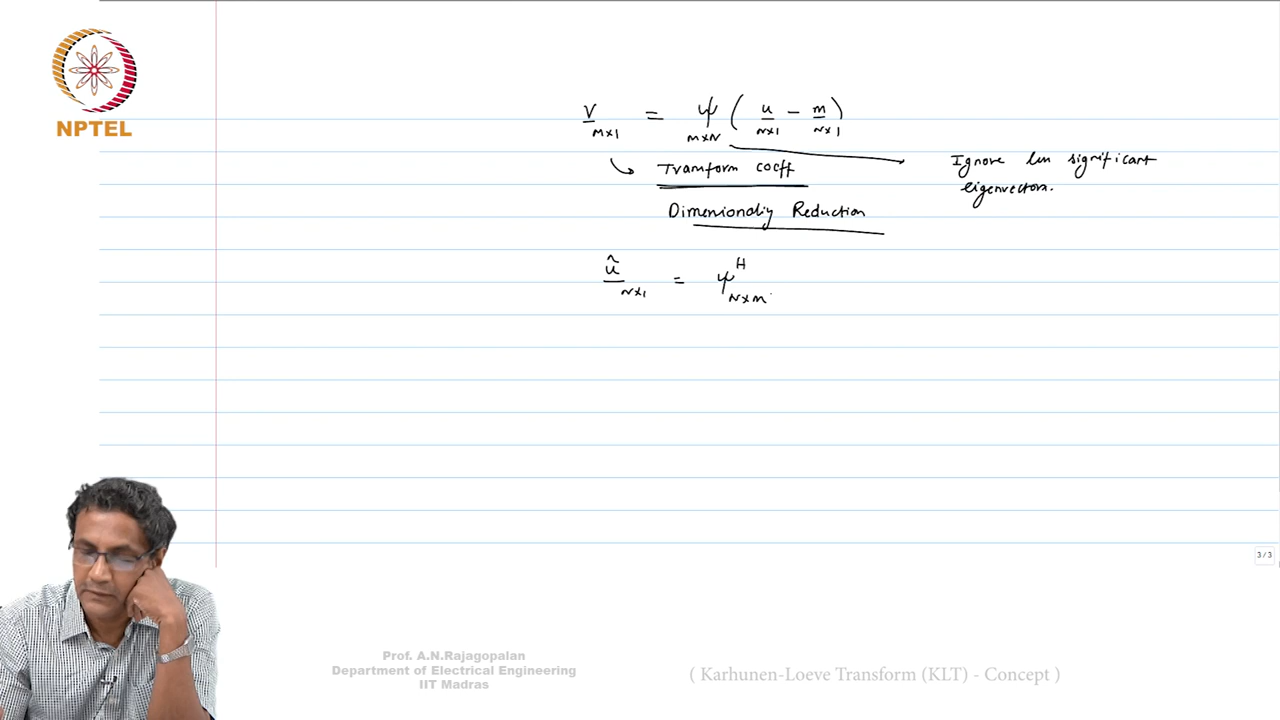 V M×1 = ψ M×N ( u N×1 − m N×1 )
Transform coeff
Ignore less significant
eigenvectors.
Dimensionaliy Reduction
û N×1 = ψ^H N×M
NPTEL
3 / 3
Prof. A.N.Rajagopalan
Department of Electrical Engineering
IIT Madras
( Karhunen-Loeve Transform (KLT) - Concept )